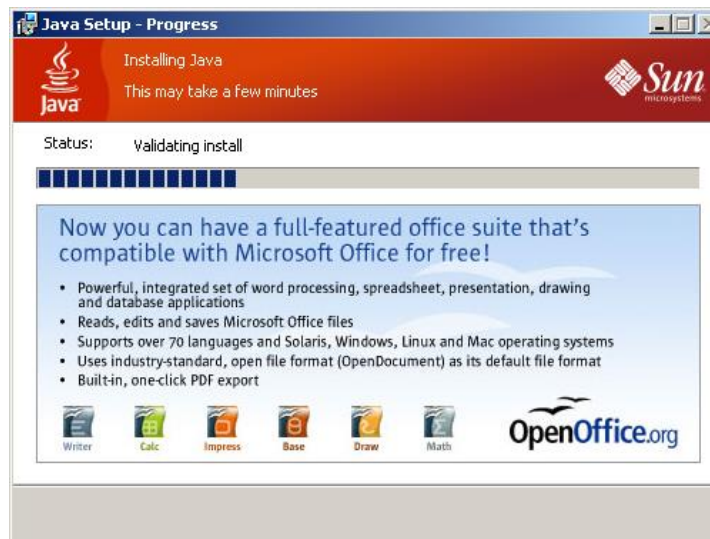 Java Setup - Progress
Installing Java
This may take a few minutes
Java
Sun
microsystems
Status: Validating install
Now you can have a full-featured office suite that's
compatible with Microsoft Office for free!
• Powerful, integrated set of word processing, spreadsheet, presentation, drawing
and database applications
• Reads, edits and saves Microsoft Office files
• Supports over 70 languages and Solaris, Windows, Linux and Mac operating systems
• Uses industry-standard, open file format (OpenDocument) as its default file format
• Built-in, one-click PDF export
Writer Calc Impress Base Draw Math
OpenOffice.org